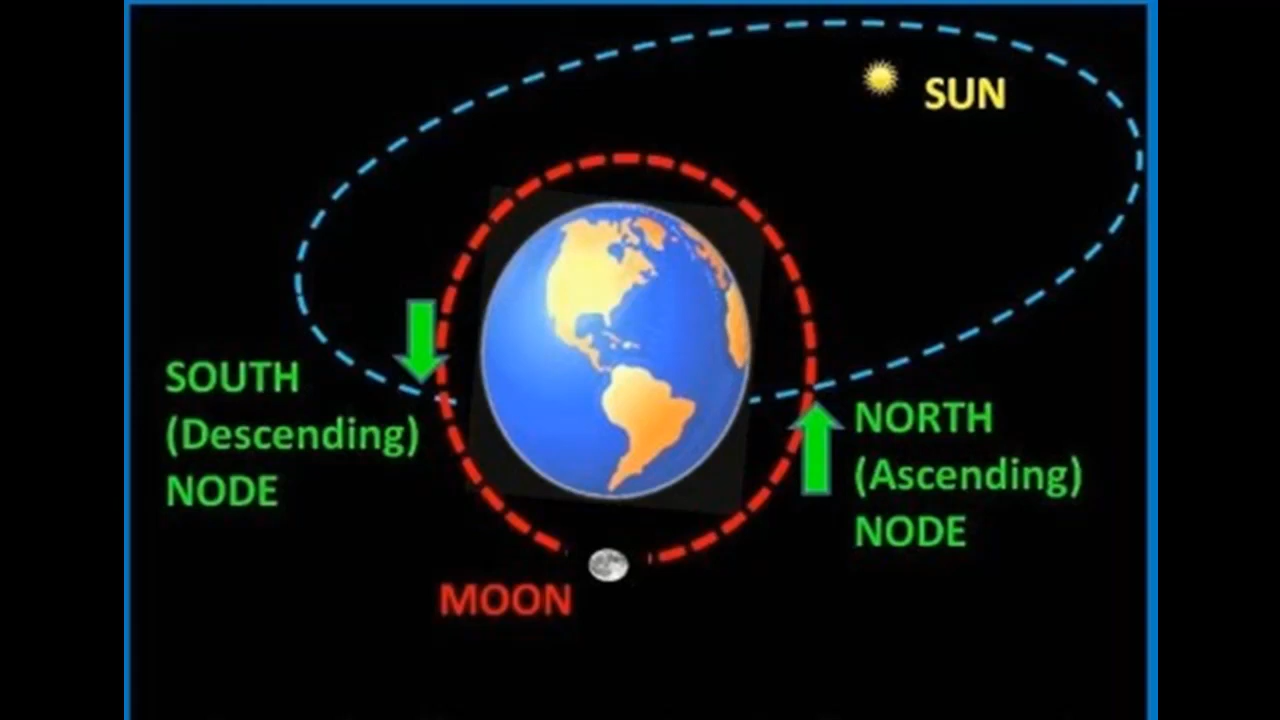 SUN
SOUTH
(Descending)
NODE
NORTH
(Ascending)
NODE
MOON